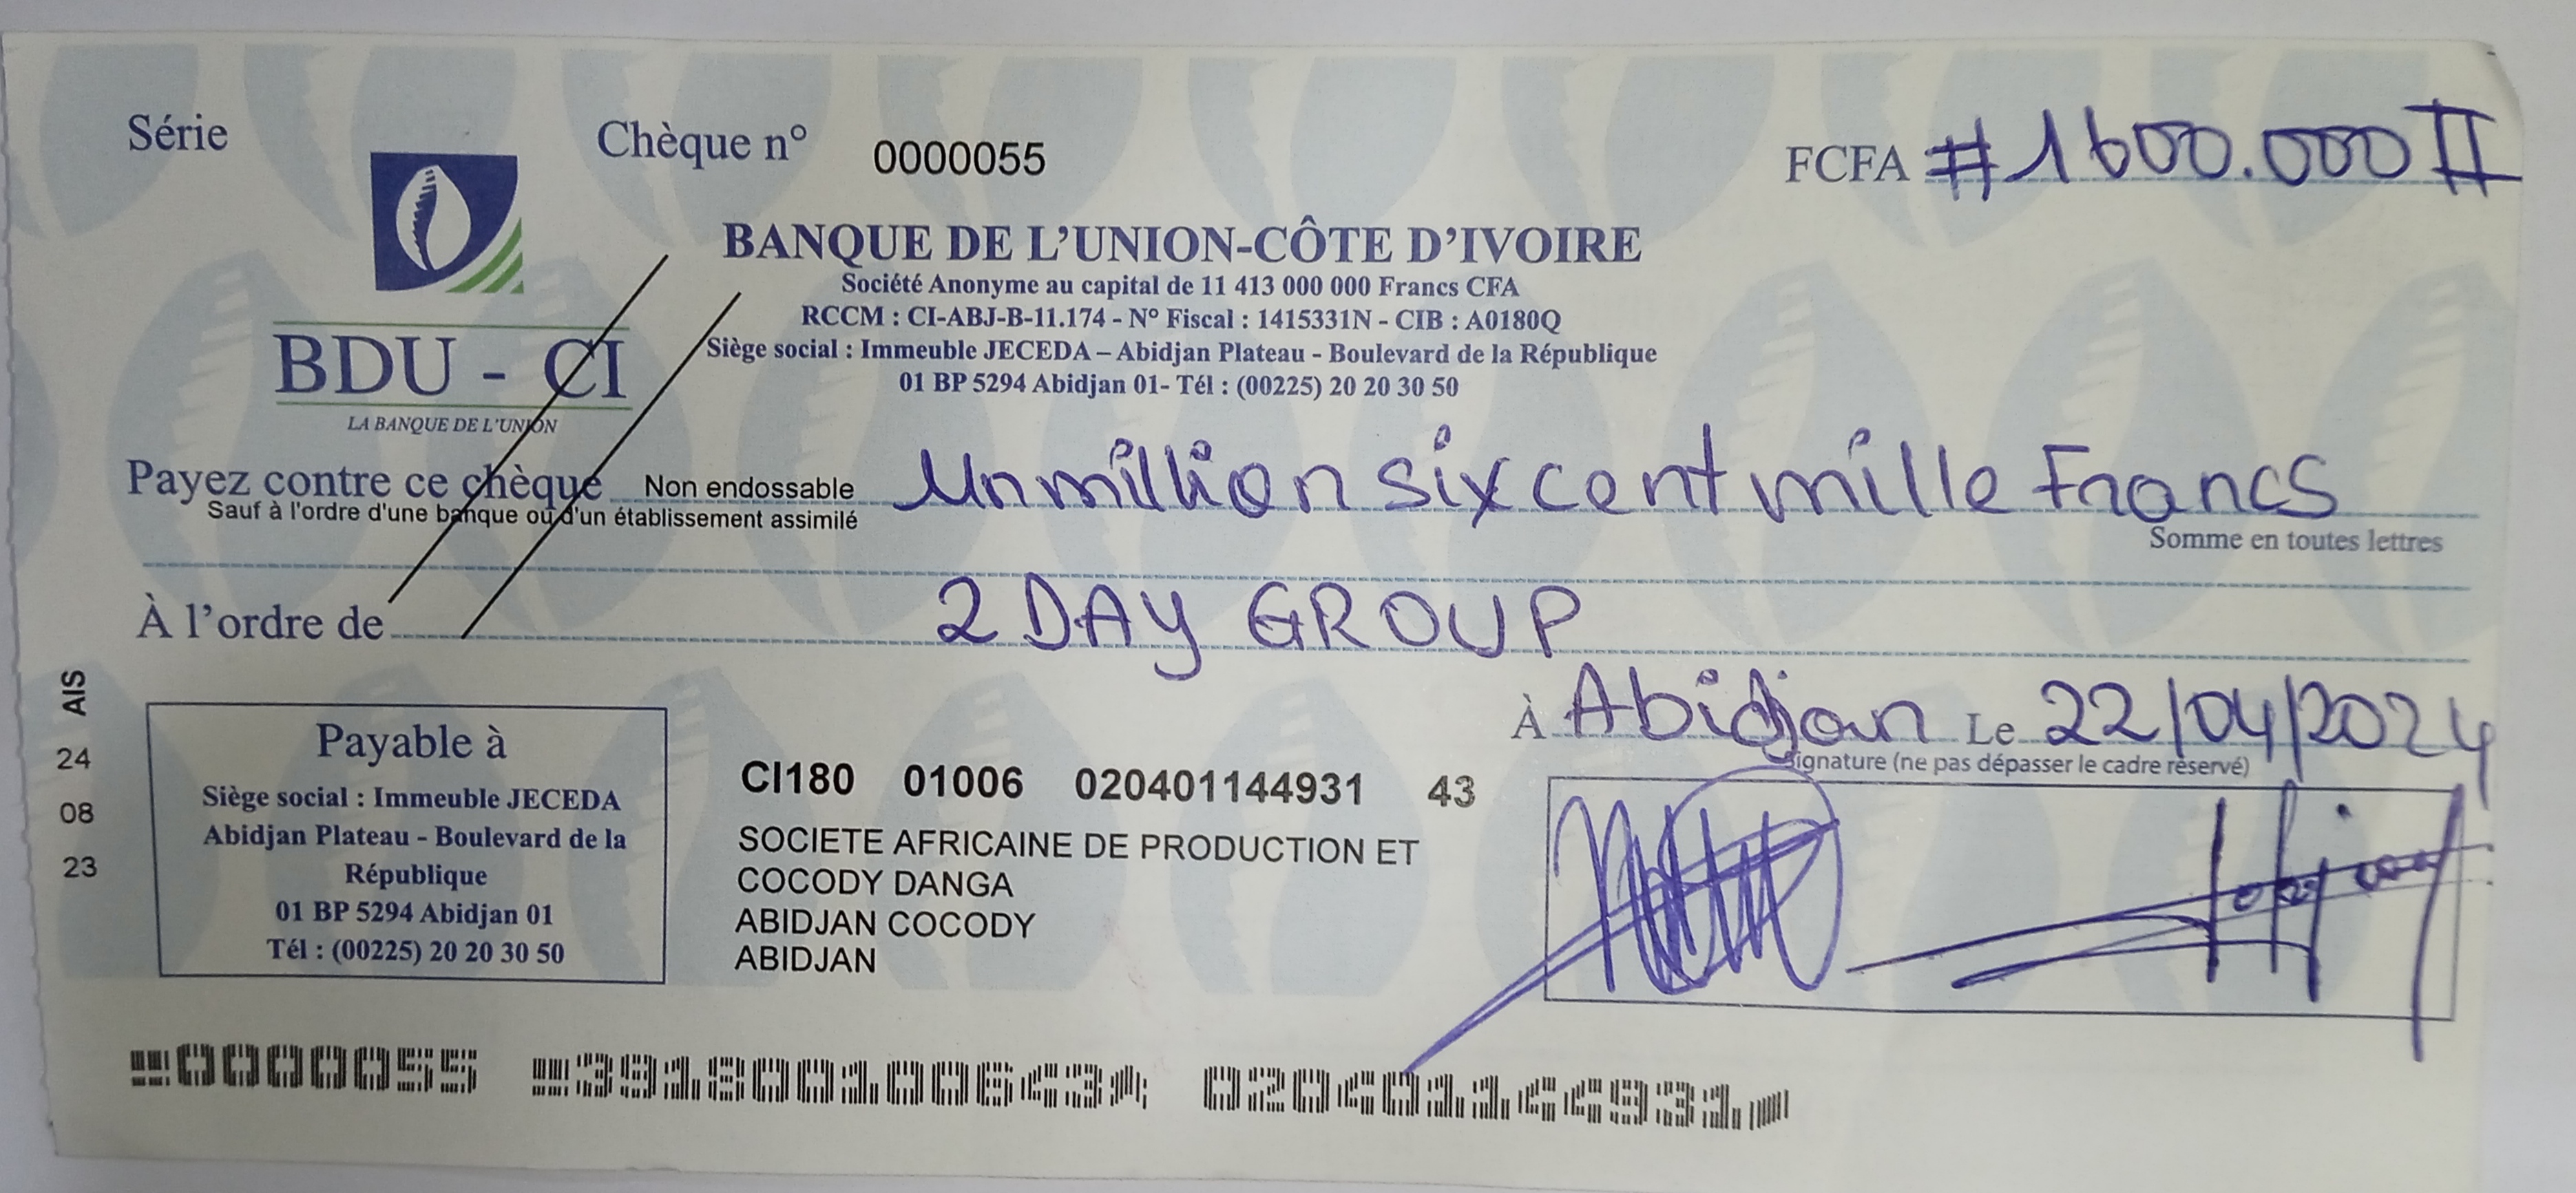 Série
Chèque n° 0000055
FCFA #1600.000#
BANQUE DE L'UNION-CÔTE D'IVOIRE
Société Anonyme au capital de 11 413 000 000 Francs CFA
RCCM : CI-ABJ-B-11.174 - N° Fiscal : 1415331N - CIB : A0180Q
Siège social : Immeuble JECEDA – Abidjan Plateau - Boulevard de la République
01 BP 5294 Abidjan 01- Tél : (00225) 20 20 30 50
BDU - CI
LA BANQUE DE L'UNION
Payez contre ce chèque Non endossable Un million six cent mille Francs
Sauf à l'ordre d'une banque ou d'un établissement assimilé
Somme en toutes lettres
À l'ordre de 2 DAY GROUP
À Abidjan Le 22/04/2024
Signature (ne pas dépasser le cadre réservé)
AIS
24
08
23
Payable à
Siège social : Immeuble JECEDA
Abidjan Plateau - Boulevard de la
République
01 BP 5294 Abidjan 01
Tél : (00225) 20 20 30 50
CI180 01006 020401144931 43
SOCIETE AFRICAINE DE PRODUCTION ET
COCODY DANGA
ABIDJAN COCODY
ABIDJAN
0000055 391800100643 020401144931